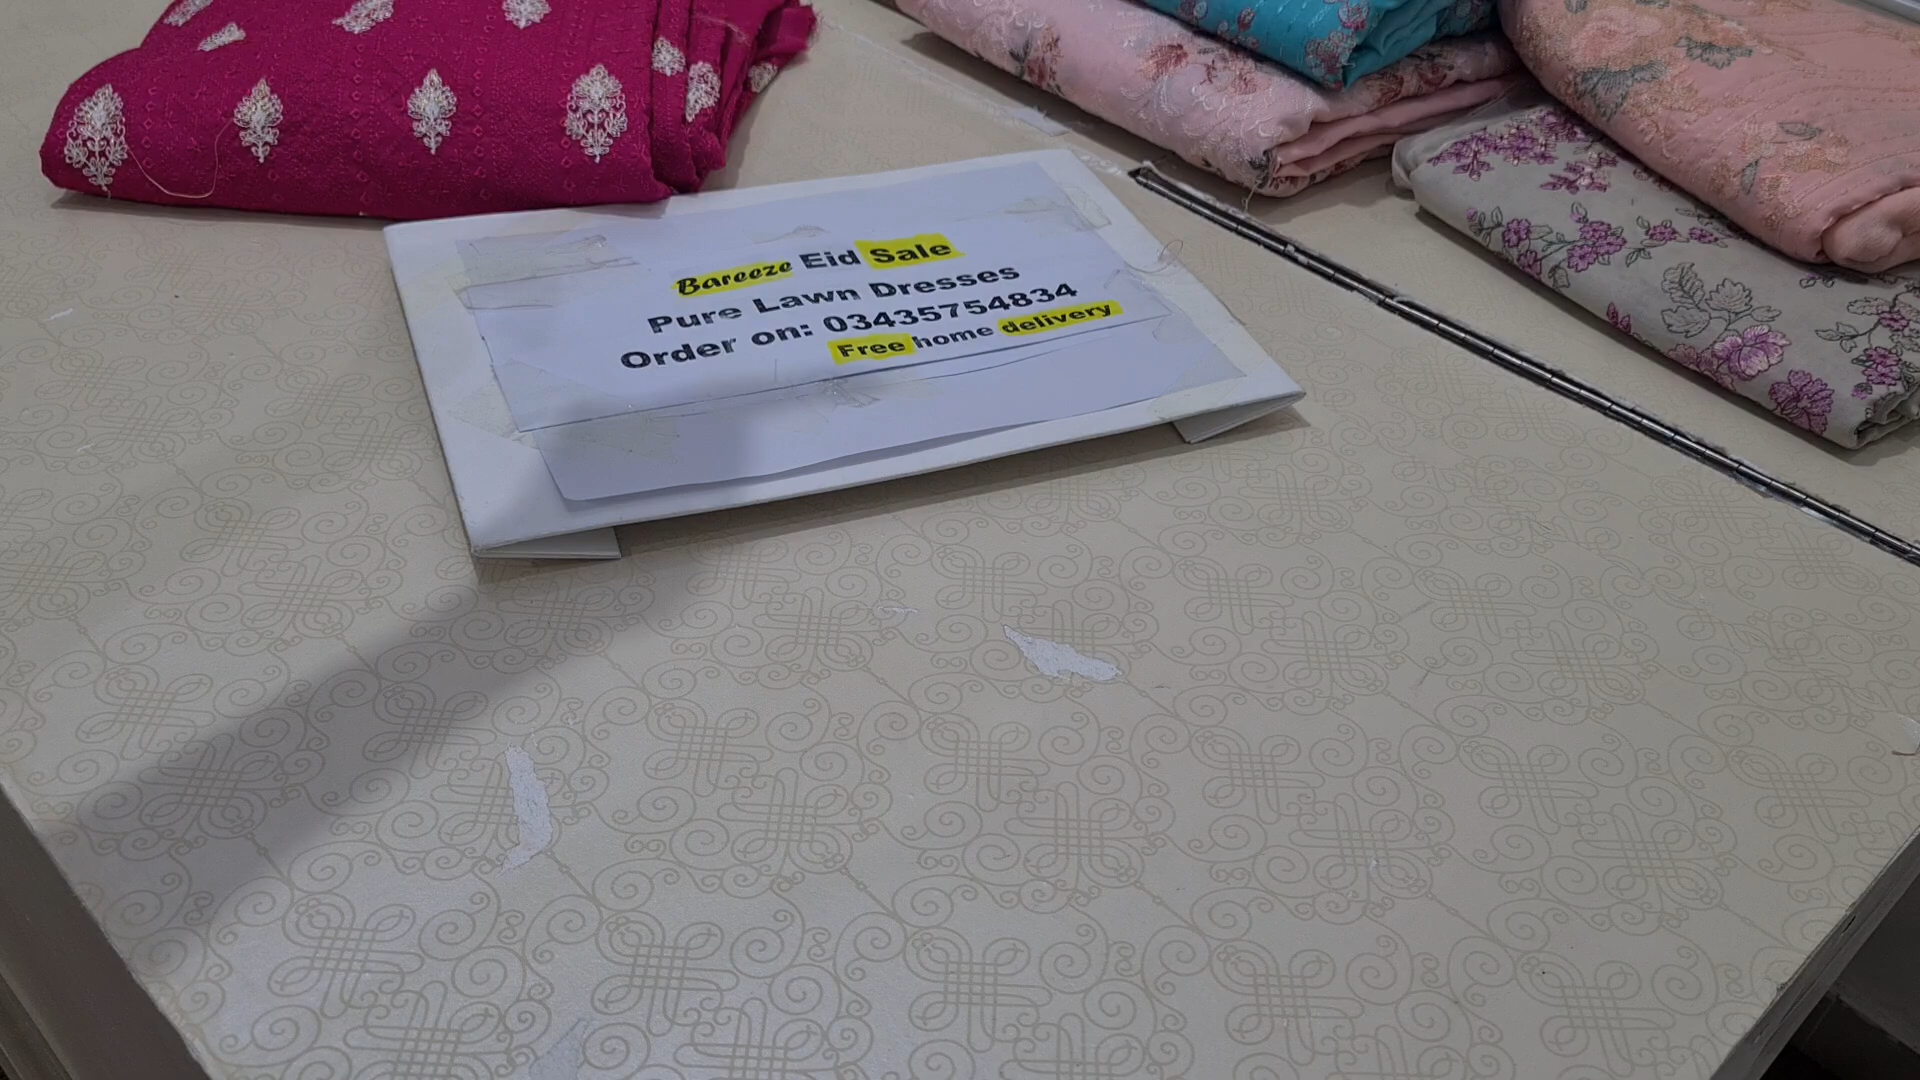 Bareeze Eid Sale
Pure Lawn Dresses
Order on: 03435754834
Free home delivery